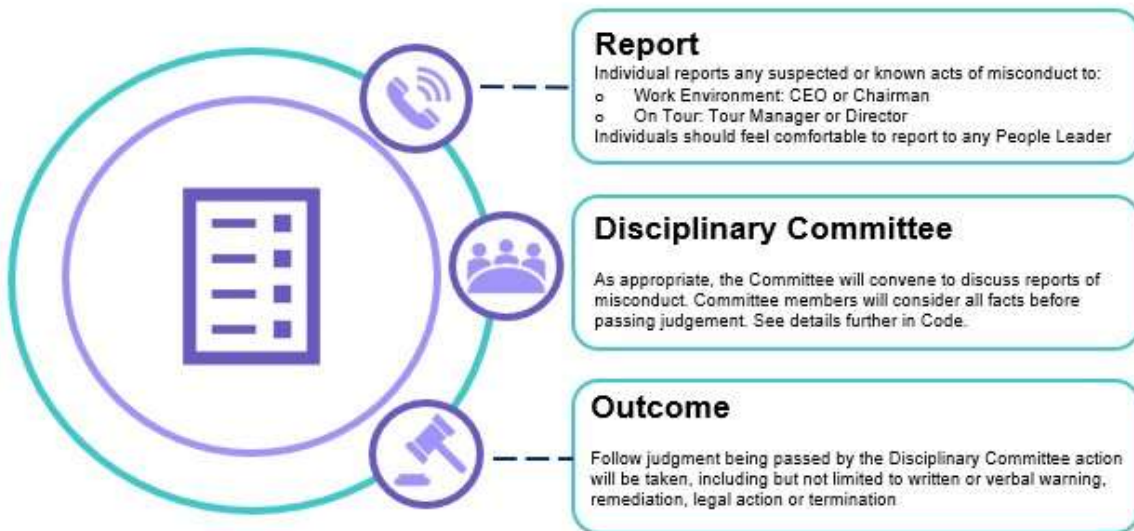 Report
Individual reports any suspected or known acts of misconduct to:
o Work Environment: CEO or Chairman
o On Tour: Tour Manager or Director
Individuals should feel comfortable to report to any People Leader
Disciplinary Committee
As appropriate, the Committee will convene to discuss reports of
misconduct. Committee members will consider all facts before
passing judgement. See details further in Code.
Outcome
Follow judgment being passed by the Disciplinary Committee action
will be taken, including but not limited to written or verbal warning,
remediation, legal action or termination